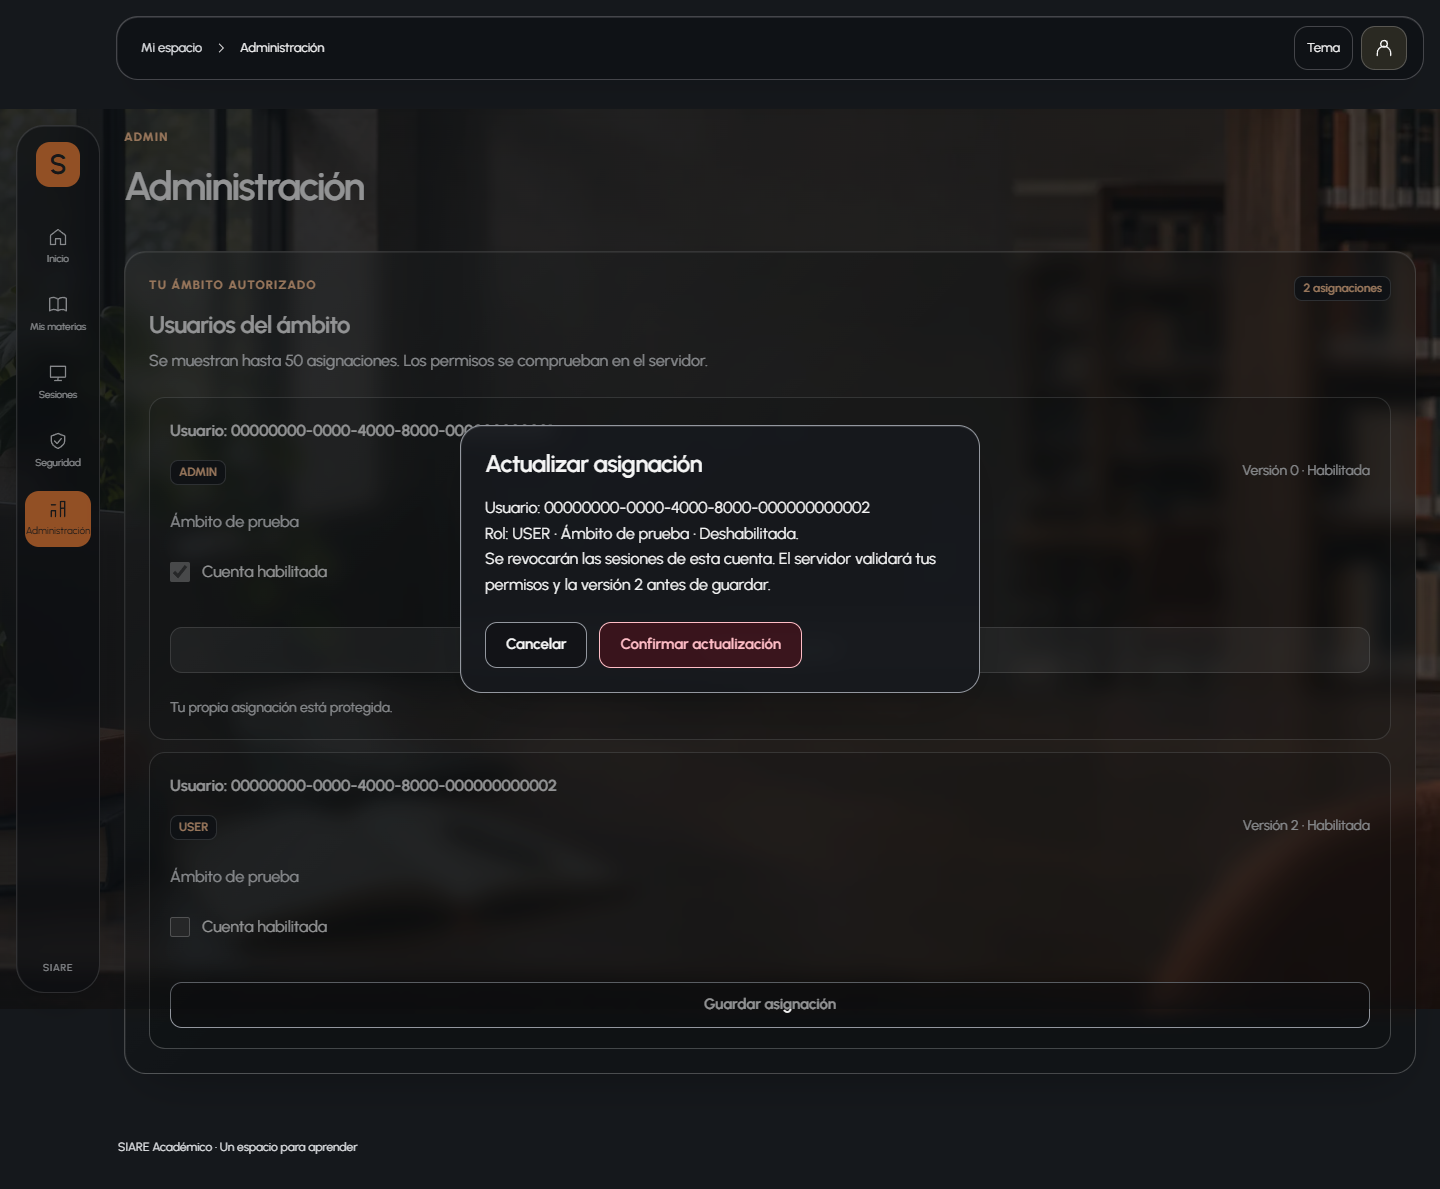 Mi espacio > Administración
Tema
S
Inicio
Mis materias
Sesiones
Seguridad
Administración
SIARE
ADMIN
Administración
TU ÁMBITO AUTORIZADO
2 asignaciones
Usuarios del ámbito
Se muestran hasta 50 asignaciones. Los permisos se comprueban en el servidor.
Usuario: 00000000-0000-4000-8000-000
ADMIN
Versión 0 · Habilitada
Ámbito de prueba
Cuenta habilitada
Tu propia asignación está protegida.
Actualizar asignación
Usuario: 00000000-0000-4000-8000-000000000002
Rol: USER · Ámbito de prueba · Deshabilitada.
Se revocarán las sesiones de esta cuenta. El servidor validará tus
permisos y la versión 2 antes de guardar.
Cancelar
Confirmar actualización
Usuario: 00000000-0000-4000-8000-000000000002
USER
Versión 2 · Habilitada
Ámbito de prueba
Cuenta habilitada
Guardar asignación
SIARE Académico · Un espacio para aprender